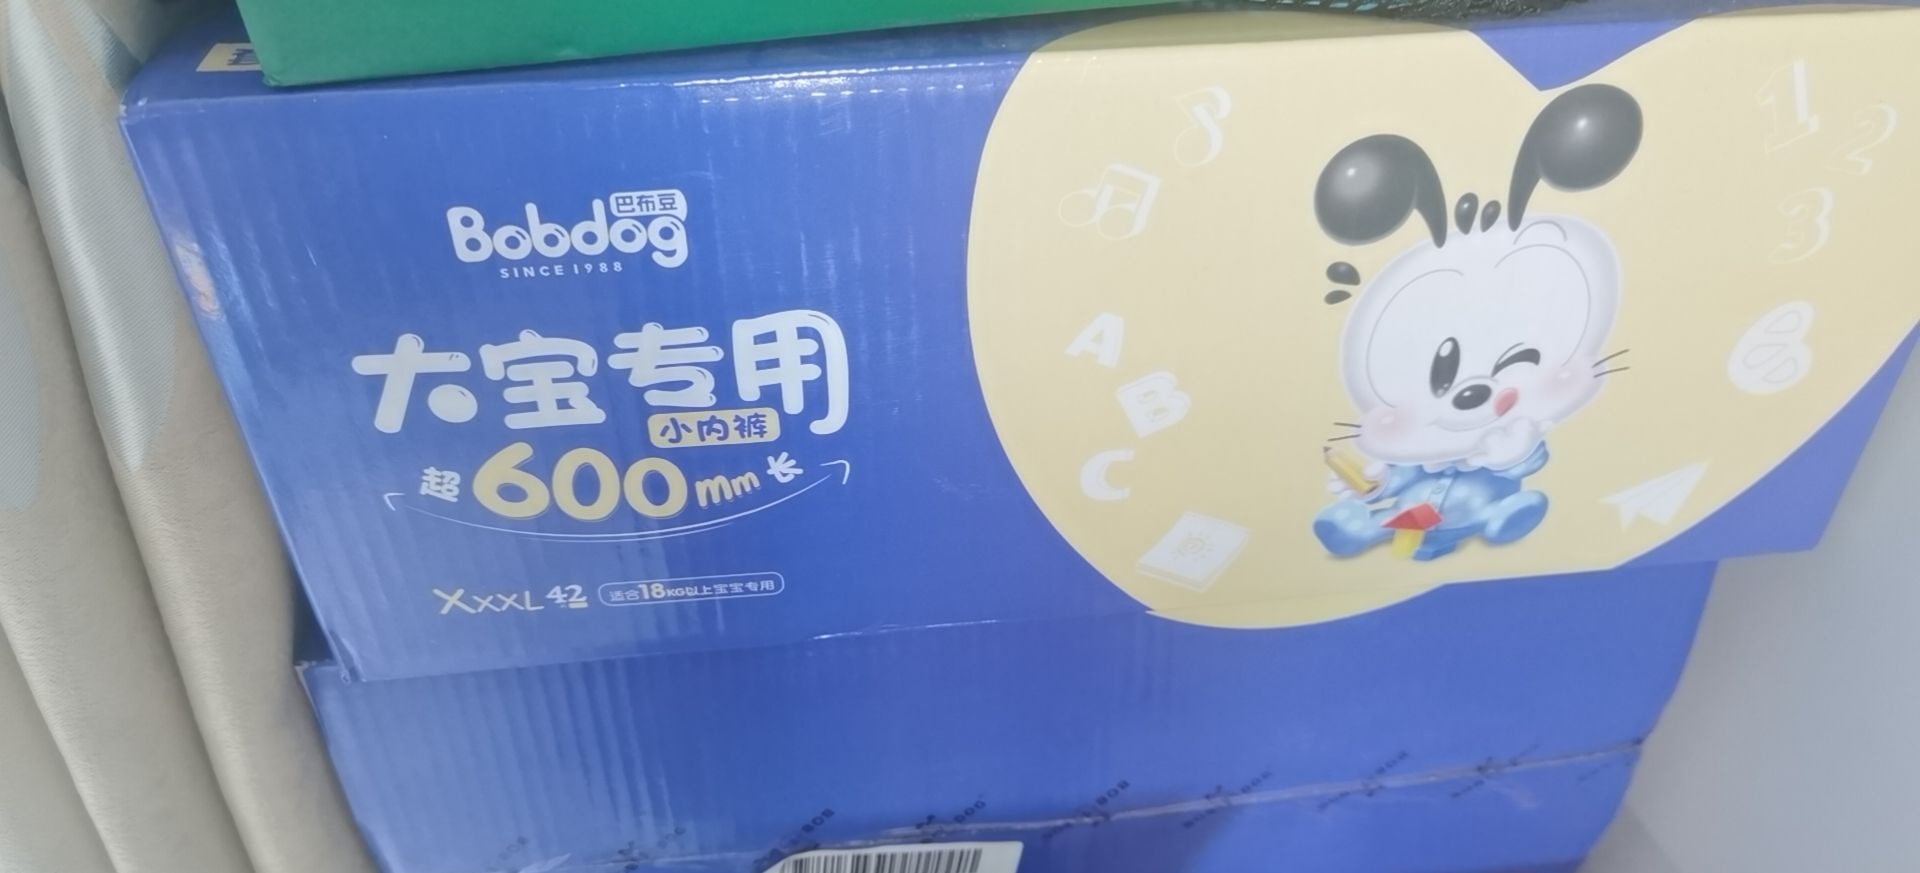 巴布豆
Bobdog
SINCE 1988
大宝专用
小内裤
超600mm长
XXXL 42 适合18KG以上宝宝专用
1
2
3
A
B
C